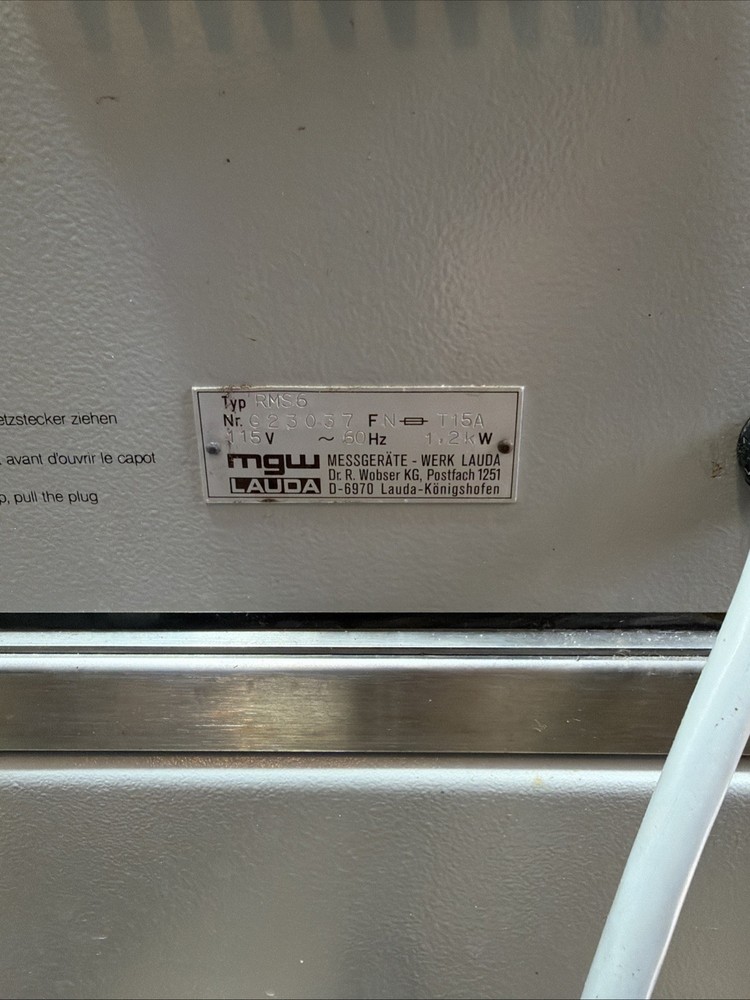 etzstecker ziehen
avant d'ouvrir le capot
p, pull the plug
Typ RMS6
Nr. G23037 FN T15A
115V ~ 60Hz 1,2kW
mgw MESSGERÄTE - WERK LAUDA
LAUDA Dr. R. Wobser KG, Postfach 1251
D-6970 Lauda-Königshofen